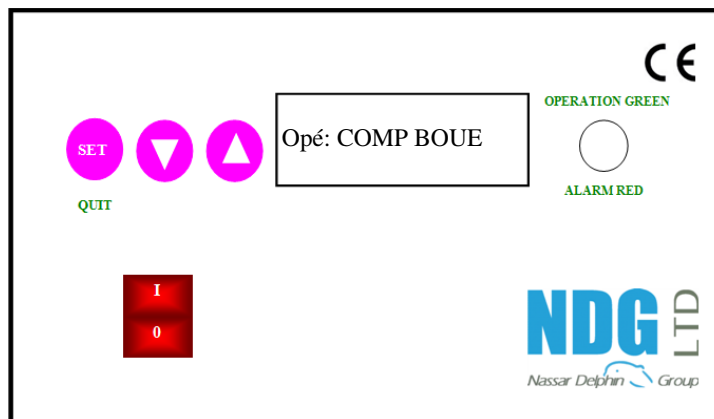 CE
OPERATION GREEN
SET
Opé: COMP BOUE
ALARM RED
QUIT
I
0
NDG LTD
Nassar Delphin Group